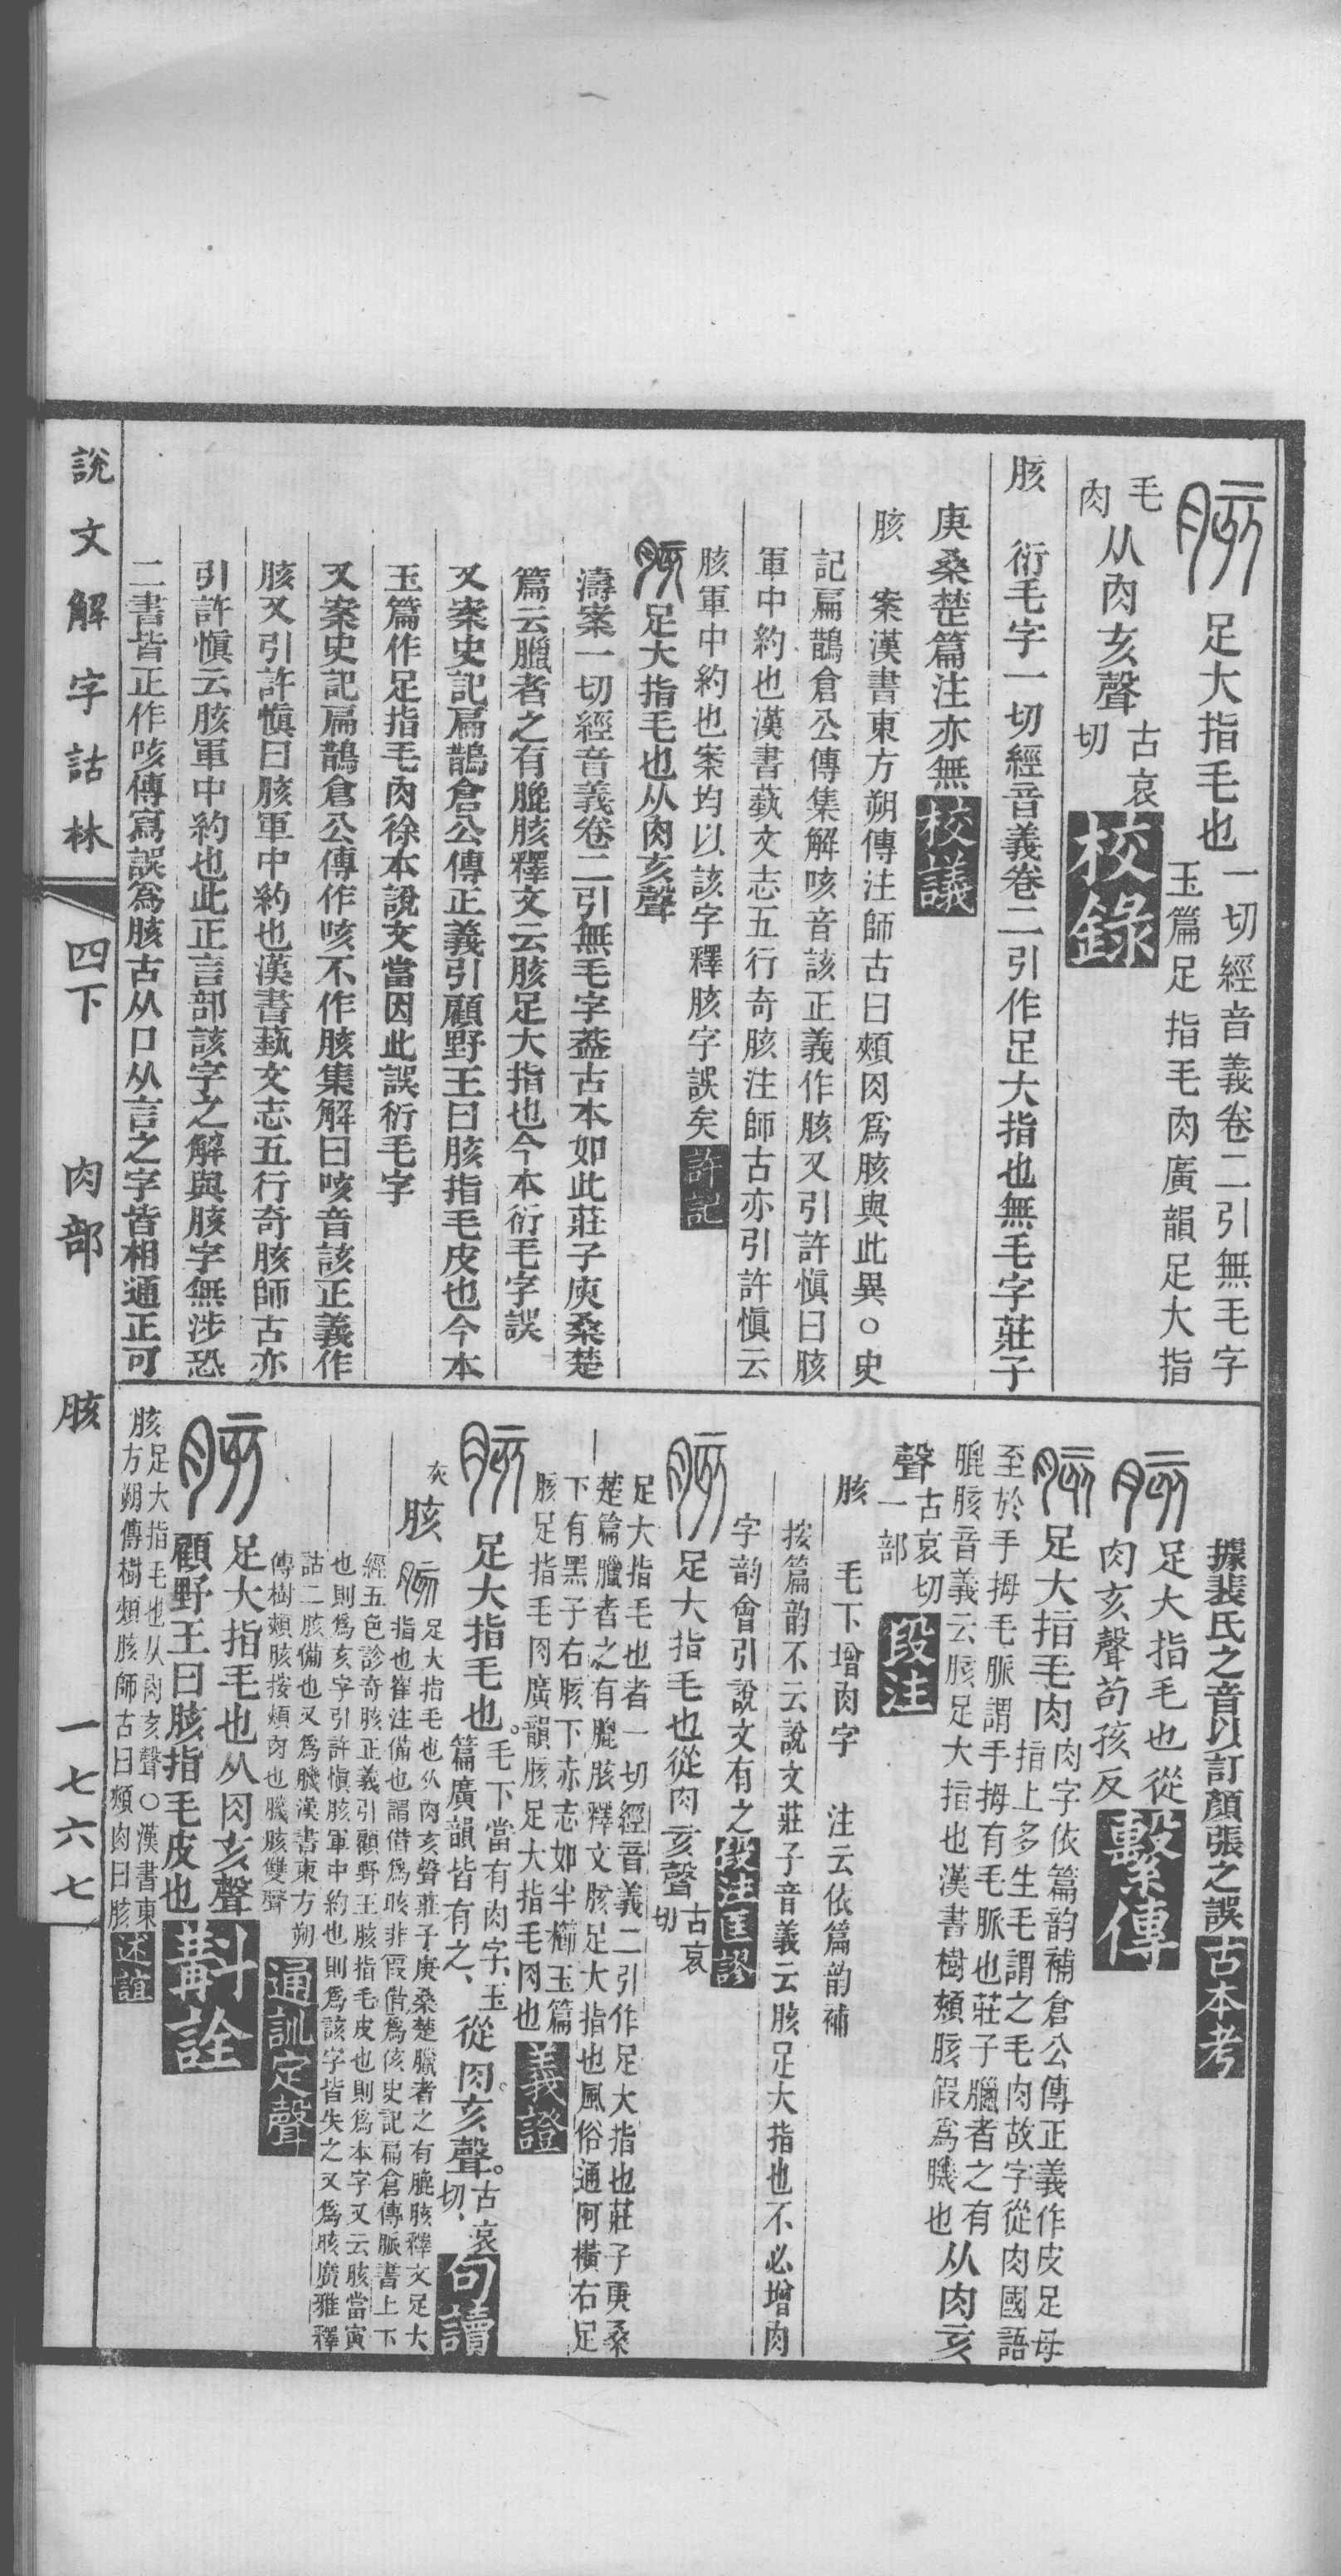 足大指毛也一切經音義卷二引無毛字
玉篇足指毛肉廣韻足大指
毛肉从肉亥聲古哀切 校錄
胲 衍毛字一切經音義卷二引作足大指也無毛字莊子
庚桑楚篇注亦無 校議
胲 案漢書東方朔傳注師古曰頰肉爲胲與此異○史
記扁鵲倉公傳集解咳音該正義作胲又引許愼曰胲
軍中約也漢書蓺文志五行奇胲注師古亦引許愼云
胲軍中約也案均以該字釋胲字誤矣 許記
足大指毛也从肉亥聲
濤案一切經音義卷二引無毛字蓋古本如此莊子庚桑楚
篇云臘者之有膍胲釋文云胲足大指也今本衍毛字誤
又案史記扁鵲倉公傳正義引顧野王曰胲指毛皮也今本
玉篇作足指毛肉徐本說文當因此誤衍毛字
又案史記扁鵲倉公傳作咳不作胲集解曰咳音該正義作
胲又引許愼曰胲軍中約也漢書蓺文志五行奇胲師古亦
引許愼云胲軍中約也此正言部該字之解與胲字無涉恐
二書皆正作咳傳寫誤爲胲古从口从言之字皆相通正可
據裴氏之音以訂顏張之誤 古本考
足大指毛也從
肉亥聲苟孩反 繫傳
足大指毛肉肉字依篇韵補倉公傳正義作皮足母
指上多生毛謂之毛肉故字從肉國語
至於手拇毛脈謂手拇有毛脈也莊子臘者之有
膍胲音義云胲足大指也漢書樹頰胲假爲䑏也从肉亥
聲古哀切一部 段注
胲 毛下增肉字 注云依篇韵補
按篇韵不云說文莊子音義云胲足大指也不必增肉
字韵會引說文有之 段注匡謬
足大指毛也從肉亥聲古哀切
足大指毛也者一切經音義二引作足大指也莊子庚桑
楚篇臘者之有膍胲釋文胲足大指也風俗通阿橫右足
下有黑子右胲下赤志如半櫛玉篇
胲足指毛肉廣韻胲足大指毛肉也 義證
足大指毛也。毛下當有肉字、玉篇廣韻皆有之、從肉。亥聲。古哀切、 句讀
胲 足大指毛也从肉亥聲莊子庚桑楚臘者之有膍胲釋文足大
指也崔注備也謂借爲咳非叚借爲侅史記扁倉傳脈書上下
經五色診奇胲正義引顧野王胲指毛皮也則爲本字又云胲當寅
也則爲亥字引許愼胲軍中約也則爲該字皆失之又爲晐廣雅釋
詁二胲備也又爲䑏漢書東方朔
傳樹頰胲按頰肉也䑏胲雙聲 通訓定聲
足大指毛也从肉亥聲
顧野王曰胲指毛皮也 斠詮
胲足大指毛也从肉亥聲○漢書東
方朔傳樹頰胲師古曰頰肉曰胲 述誼
說文解字詁林 四下 肉部 胲 一七六七